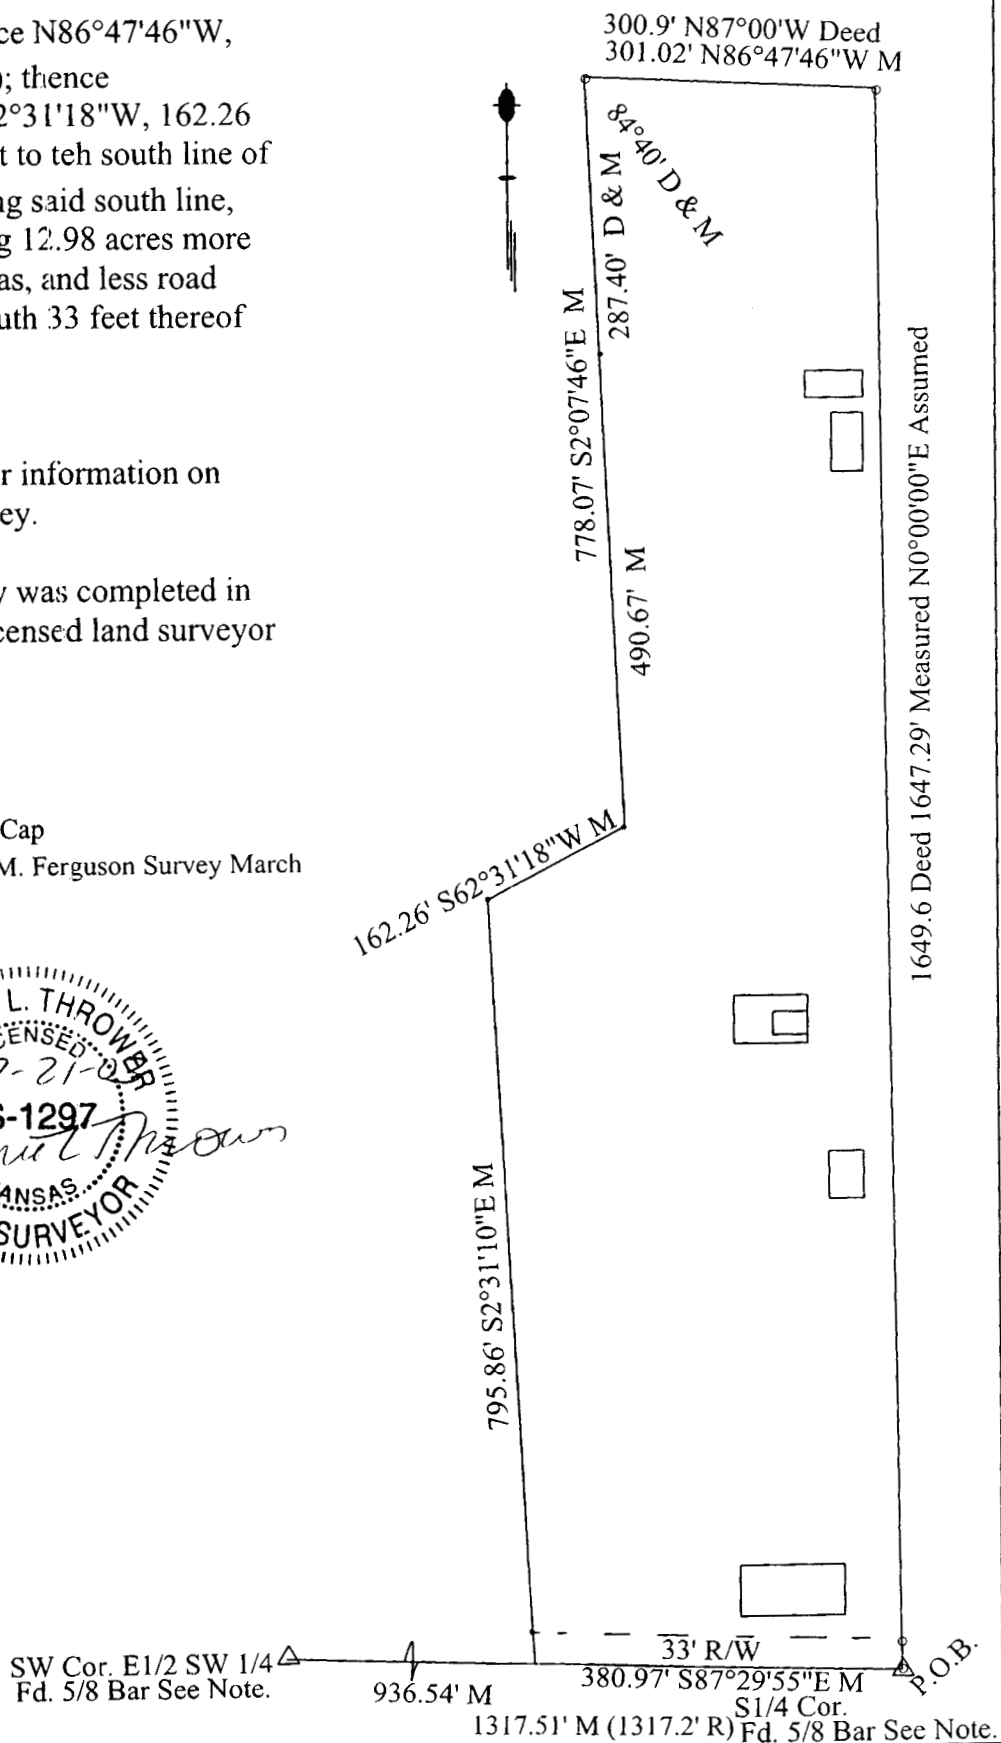 ce N86°47'46"W,
); thence
2°31'18"W, 162.26
t to teh south line of
ng said south line,
g 12.98 acres more
as, and less road
uth 33 feet thereof
r information on
ey.
y was completed in
censed land surveyor
Cap
M. Ferguson Survey March
L. THROWER
CENSED
-21-0
S-1297
ANSAS
SURVEYOR
300.9' N87°00'W Deed
301.02' N86°47'46"W M
84°40' D & M
287.40' D & M
778.07' S2°07'46"E M
490.67' M
1649.6 Deed 1647.29' Measured N0°00'00"E Assumed
162.26' S62°31'18"W M
795.86' S2°31'10"E M
33' R/W
380.97' S87°29'55"E M
P.O.B.
SW Cor. E1/2 SW 1/4
Fd. 5/8 Bar See Note.
936.54' M
S1/4 Cor.
1317.51' M (1317.2' R) Fd. 5/8 Bar See Note.